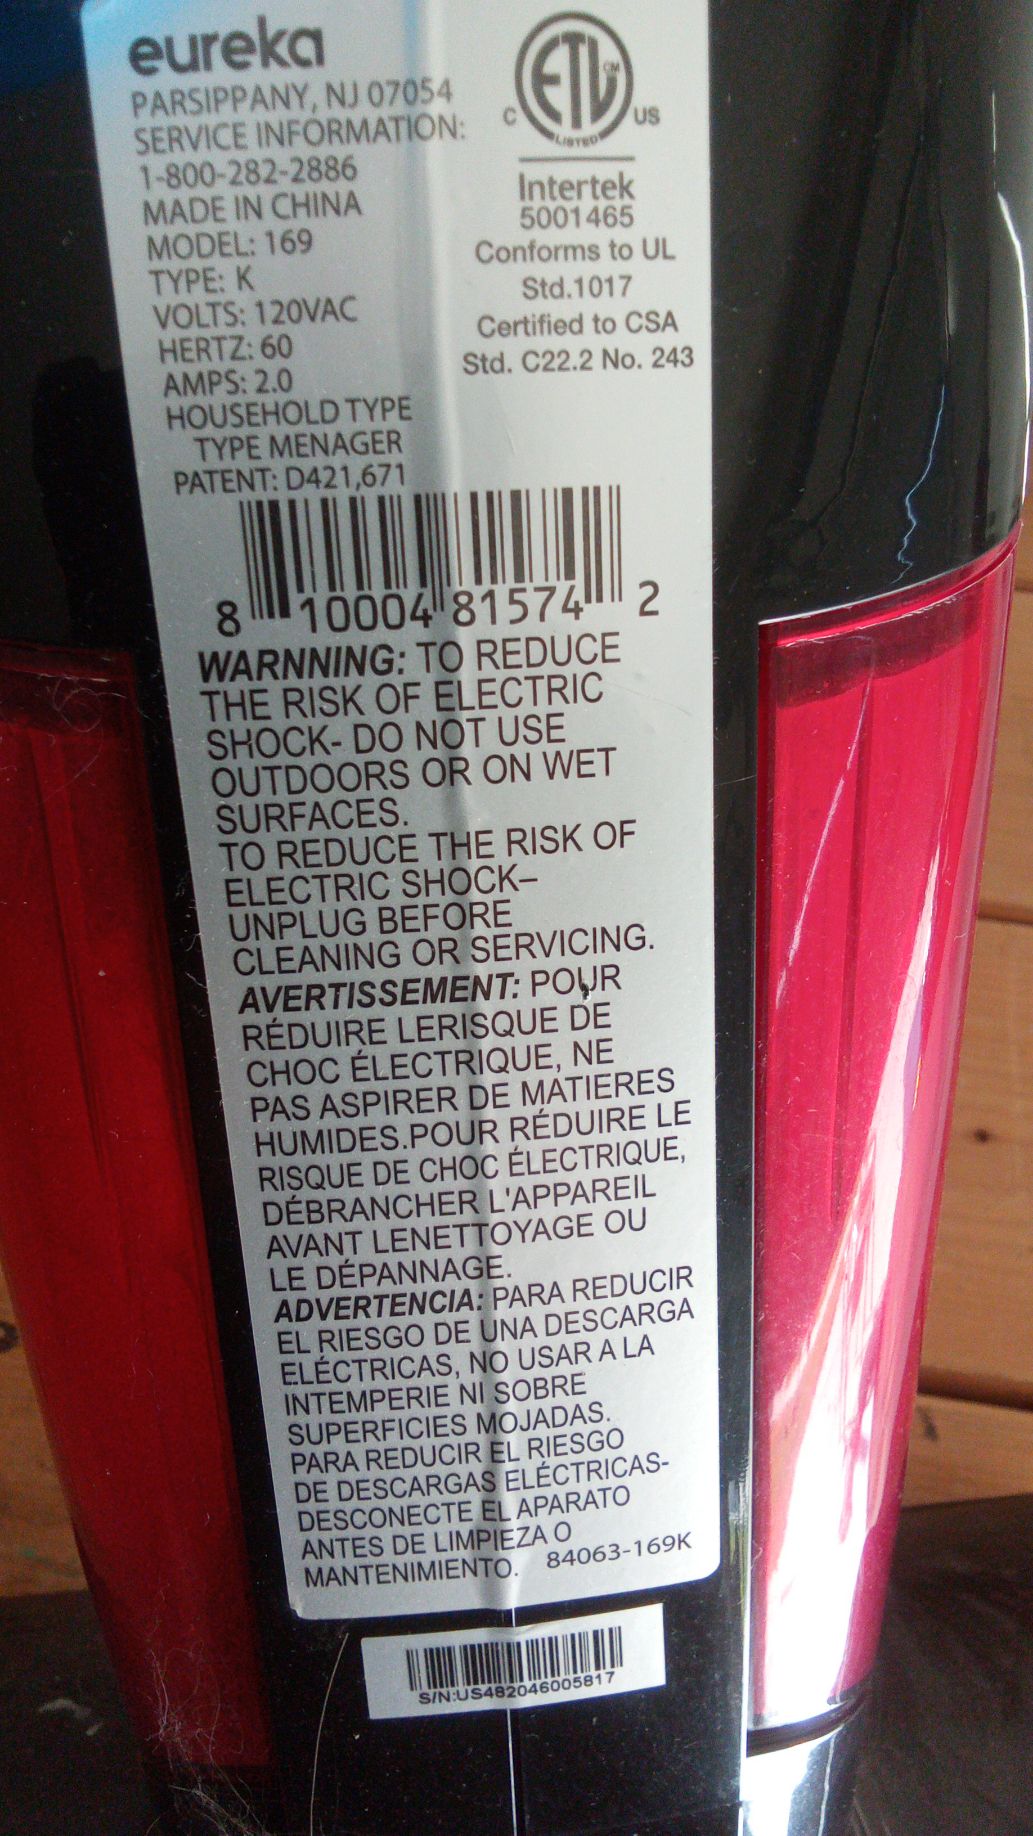 eureka
PARSIPPANY, NJ 07054
SERVICE INFORMATION:
1-800-282-2886
MADE IN CHINA
MODEL: 169
TYPE: K
VOLTS: 120VAC
HERTZ: 60
AMPS: 2.0
HOUSEHOLD TYPE
TYPE MENAGER
PATENT: D421,671
ETL CM
C US
LISTED
Intertek
5001465
Conforms to UL
Std.1017
Certified to CSA
Std. C22.2 No. 243
8 10004 81574 2
WARNNING: TO REDUCE
THE RISK OF ELECTRIC
SHOCK- DO NOT USE
OUTDOORS OR ON WET
SURFACES.
TO REDUCE THE RISK OF
ELECTRIC SHOCK–
UNPLUG BEFORE
CLEANING OR SERVICING.
AVERTISSEMENT: POUR
RÉDUIRE LERISQUE DE
CHOC ÉLECTRIQUE, NE
PAS ASPIRER DE MATIERES
HUMIDES.POUR RÉDUIRE LE
RISQUE DE CHOC ÉLECTRIQUE,
DÉBRANCHER L'APPAREIL
AVANT LENETTOYAGE OU
LE DÉPANNAGE.
ADVERTENCIA: PARA REDUCIR
EL RIESGO DE UNA DESCARGA
ELÉCTRICAS, NO USAR A LA
INTEMPERIE NI SOBRE
SUPERFICIES MOJADAS.
PARA REDUCIR EL RIESGO
DE DESCARGAS ELÉCTRICAS-
DESCONECTE EL APARATO
ANTES DE LIMPIEZA O
MANTENIMIENTO. 84063-169K
S/N:US482046005817